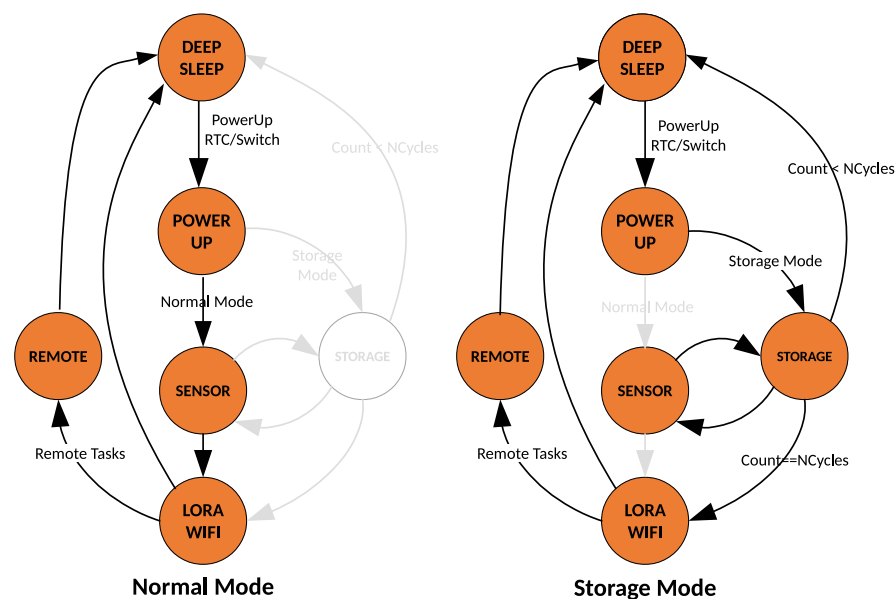 DEEP
SLEEP
PowerUp
RTC/Switch
Count < NCycles
POWER
UP
Storage
Mode
Normal Mode
REMOTE
STORAGE
SENSOR
Remote Tasks
LORA
WIFI
Normal Mode
DEEP
SLEEP
PowerUp
RTC/Switch
Count < NCycles
POWER
UP
Storage Mode
Normal Mode
REMOTE
STORAGE
SENSOR
Remote Tasks
Count==NCycles
LORA
WIFI
Storage Mode